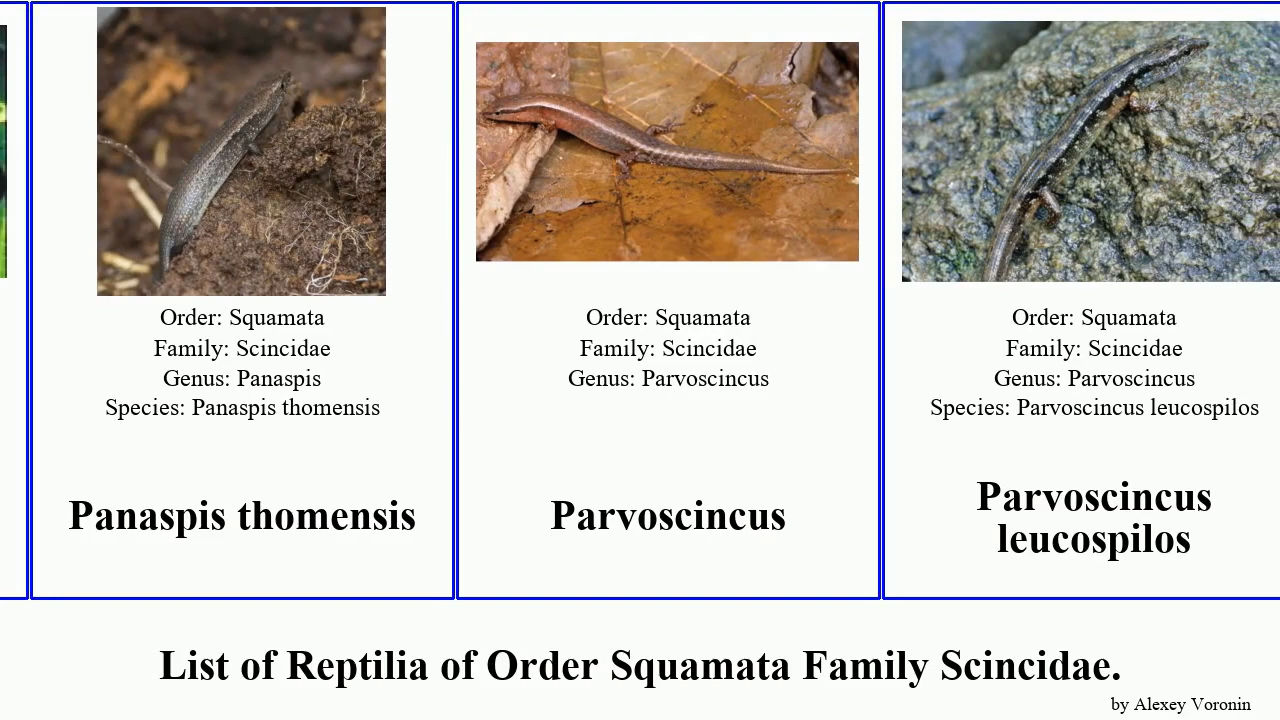 Order: Squamata
Family: Scincidae
Genus: Panaspis
Species: Panaspis thomensis
Panaspis thomensis
Order: Squamata
Family: Scincidae
Genus: Parvoscincus
Parvoscincus
Order: Squamata
Family: Scincidae
Genus: Parvoscincus
Species: Parvoscincus leucospilos
Parvoscincus
leucospilos
List of Reptilia of Order Squamata Family Scincidae.
by Alexey Voronin